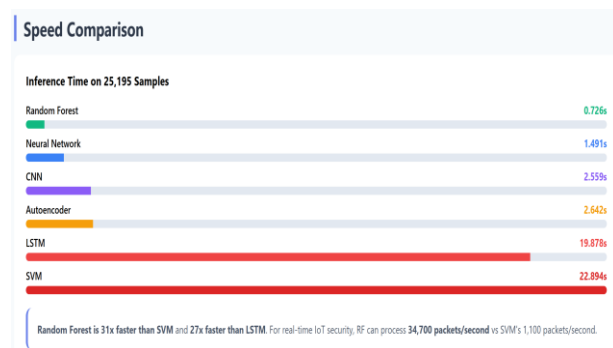 Speed Comparison
Inference Time on 25,195 Samples
Random Forest 0.726s
Neural Network 1.491s
CNN 2.559s
Autoencoder 2.642s
LSTM 19.878s
SVM 22.894s
Random Forest is 31x faster than SVM and 27x faster than LSTM. For real-time IoT security, RF can process 34,700 packets/second vs SVM's 1,100 packets/second.